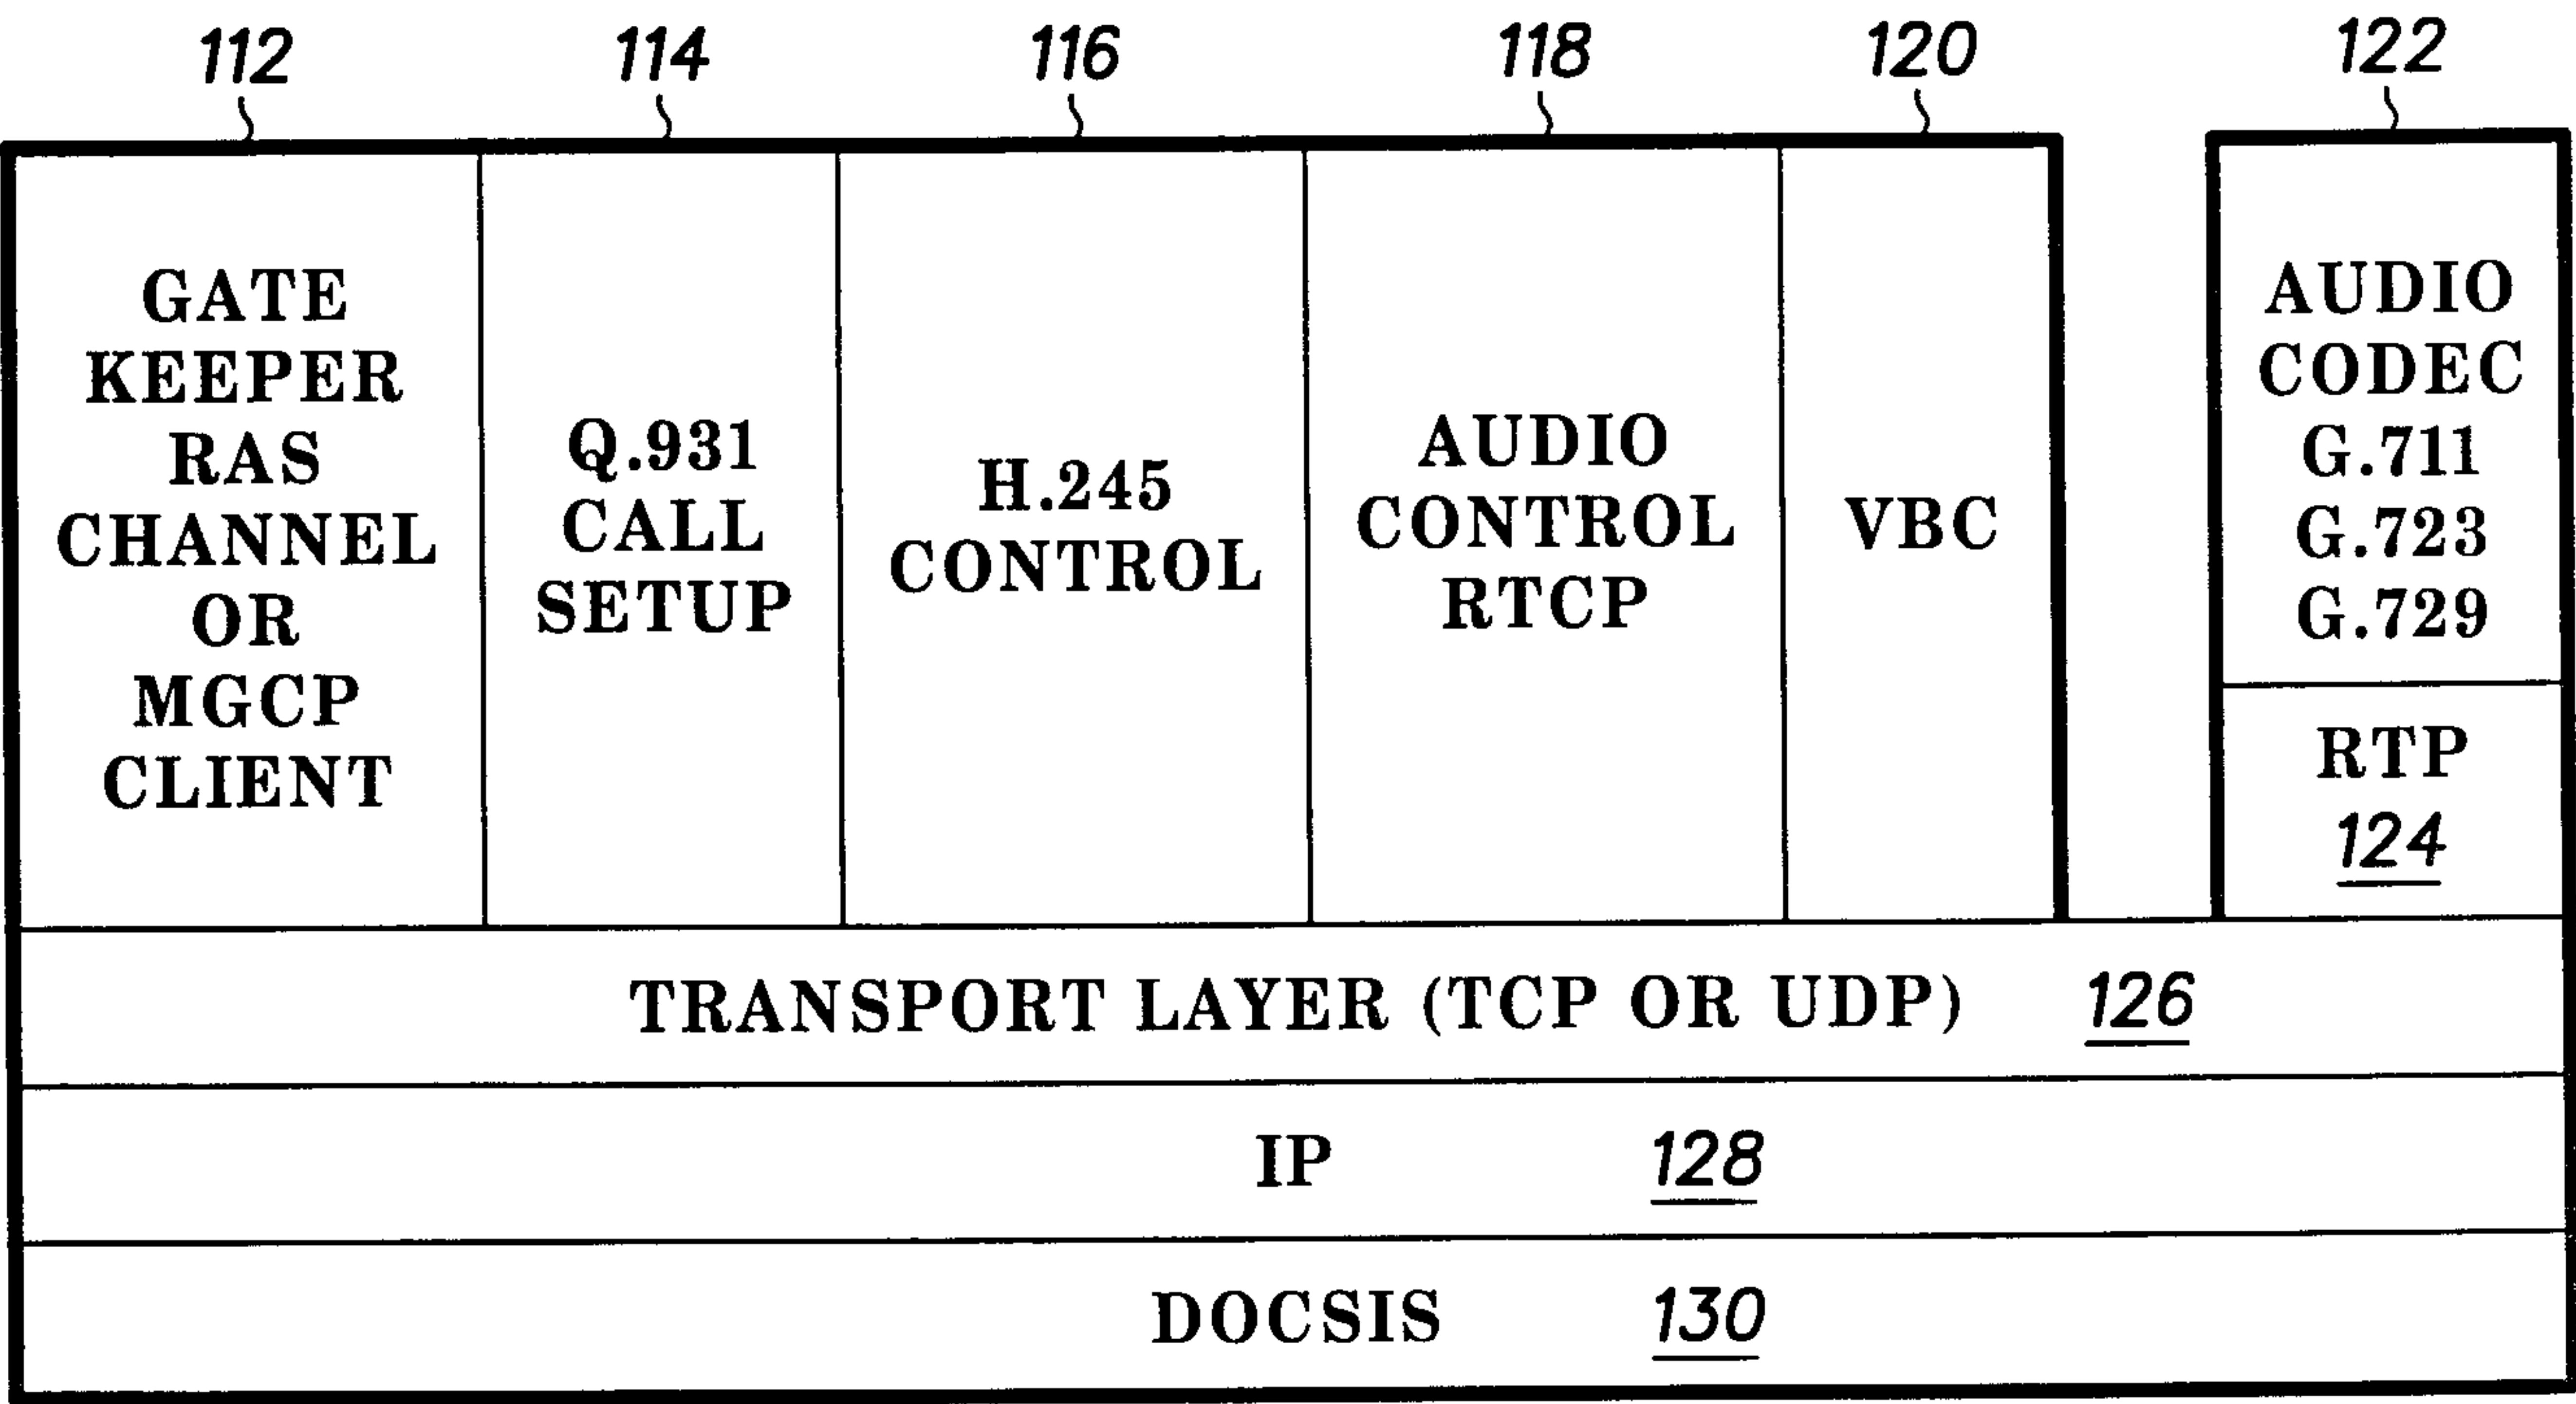 112
114
116
118
120
122
GATE
KEEPER
RAS
CHANNEL
OR
MGCP
CLIENT
Q.931
CALL
SETUP
H.245
CONTROL
AUDIO
CONTROL
RTCP
VBC
AUDIO
CODEC
G.711
G.723
G.729
RTP
124
TRANSPORT LAYER (TCP OR UDP) 126
IP 128
DOCSIS 130